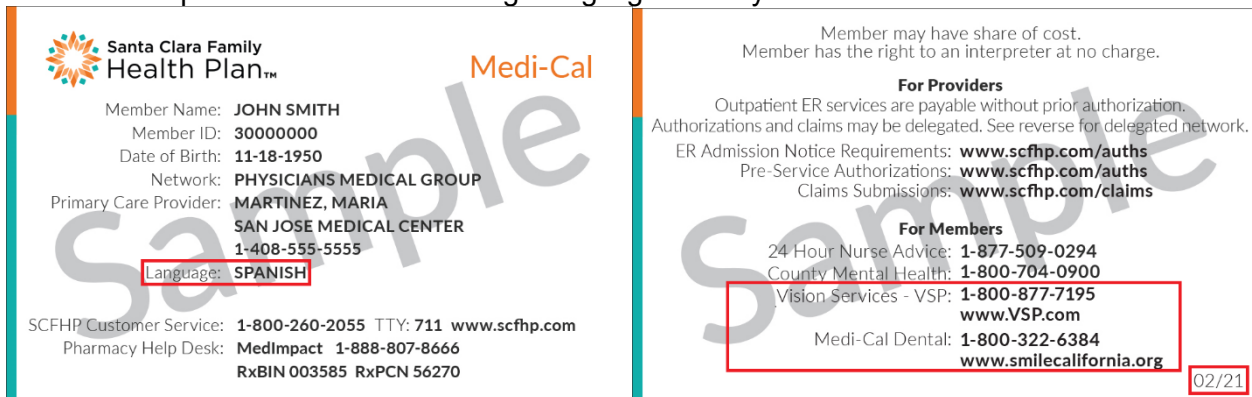 Santa Clara Family
Health Plan™
Medi-Cal
Member Name: JOHN SMITH
Member ID: 30000000
Date of Birth: 11-18-1950
Network: PHYSICIANS MEDICAL GROUP
Primary Care Provider: MARTINEZ, MARIA
SAN JOSE MEDICAL CENTER
1-408-555-5555
Language: SPANISH
SCFHP Customer Service: 1-800-260-2055 TTY: 711 www.scfhp.com
Pharmacy Help Desk: MedImpact 1-888-807-8666
RxBIN 003585 RxPCN 56270
Sample
Member may have share of cost.
Member has the right to an interpreter at no charge.
For Providers
Outpatient ER services are payable without prior authorization.
Authorizations and claims may be delegated. See reverse for delegated network.
ER Admission Notice Requirements: www.scfhp.com/auths
Pre-Service Authorizations: www.scfhp.com/auths
Claims Submissions: www.scfhp.com/claims
For Members
24 Hour Nurse Advice: 1-877-509-0294
County Mental Health: 1-800-704-0900
Vision Services - VSP: 1-800-877-7195
www.VSP.com
Medi-Cal Dental: 1-800-322-6384
www.smilecalifornia.org
02/21
Sample